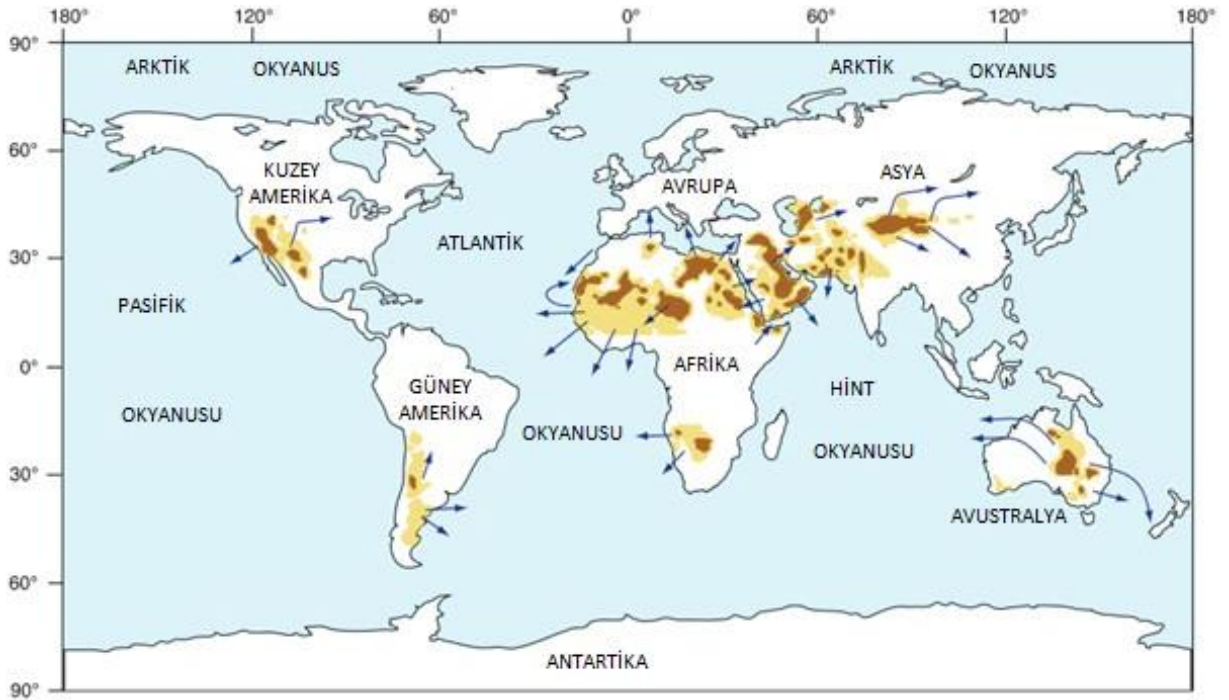 180° 120° 60° 0° 60° 120° 180°
90°
ARKTİK OKYANUS ARKTİK OKYANUS
60°
KUZEY
AMERİKA
AVRUPA
ASYA
ATLANTİK
30°
PASİFİK
0°
AFRİKA
GÜNEY
AMERİKA
HİNT
OKYANUSU
OKYANUSU
OKYANUSU
30°
AVUSTRALYA
60°
ANTARTİKA
90°